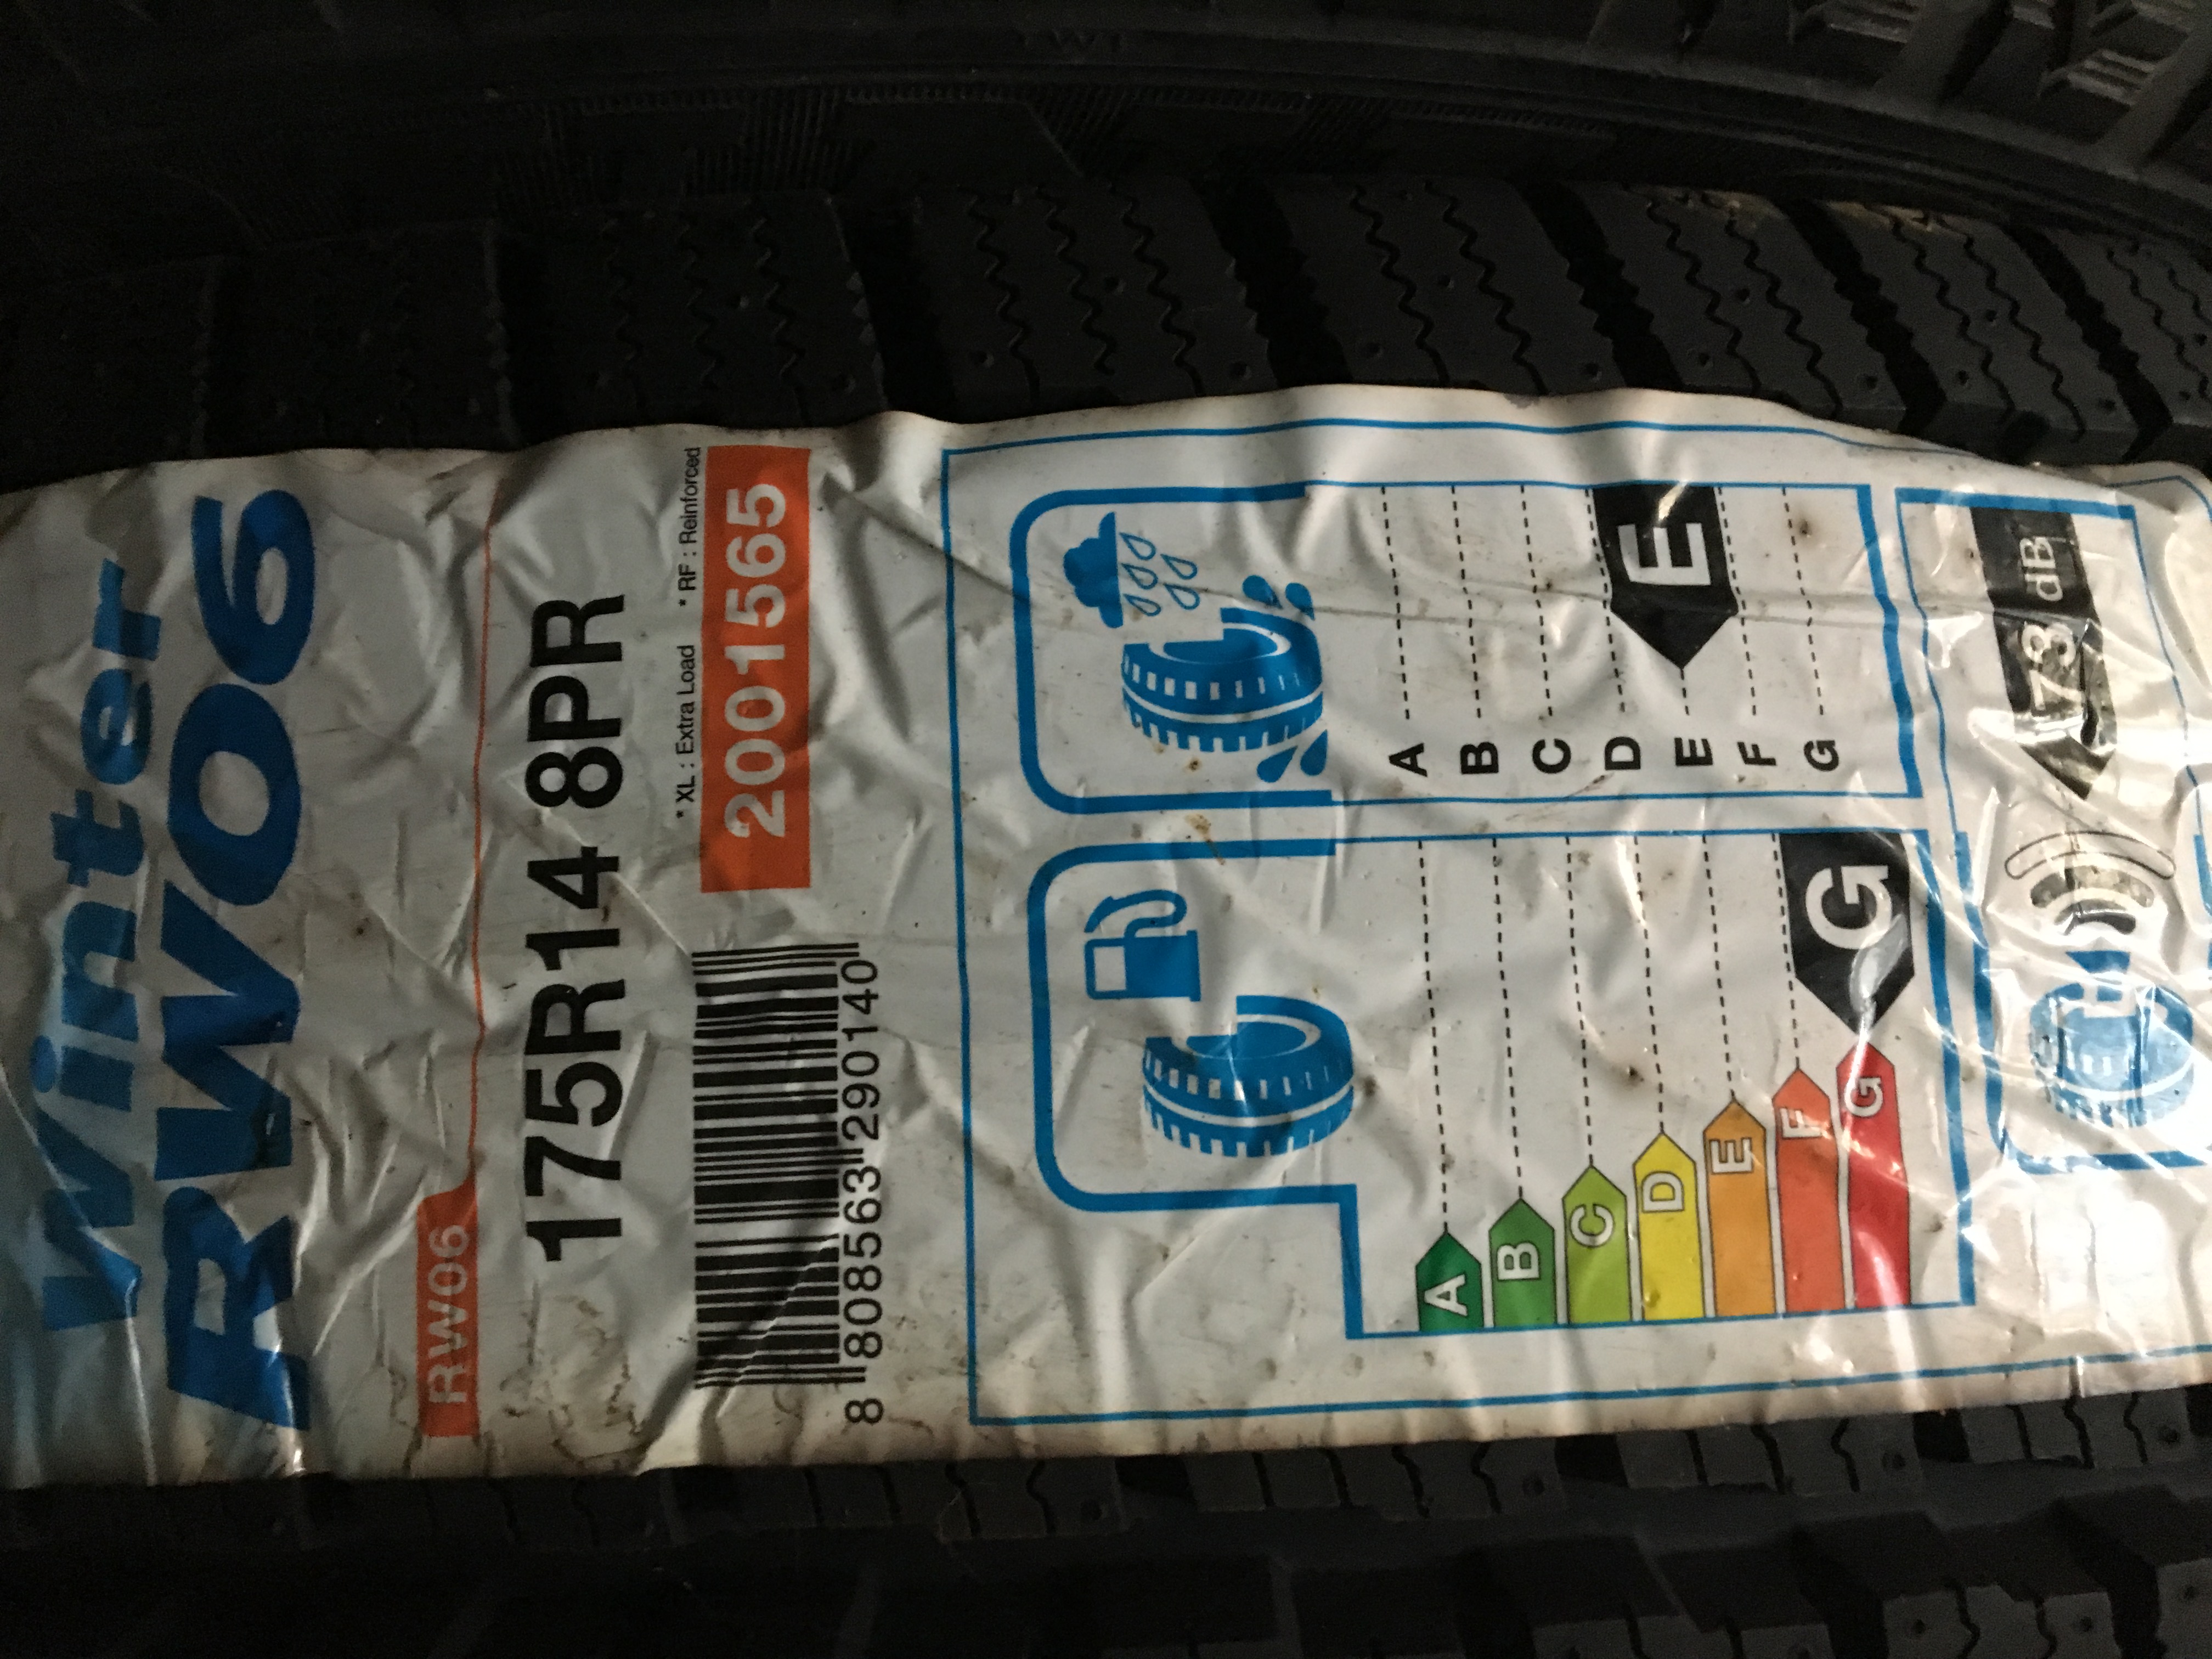 Winter
RW06
RW06
175R14 8PR
* XL : Extra Load * RF : Reinforced
2001565
8 808563 290140
A
B
C
D
E
F
G
G
A
B
C
D
E
F
G
E
73 dB